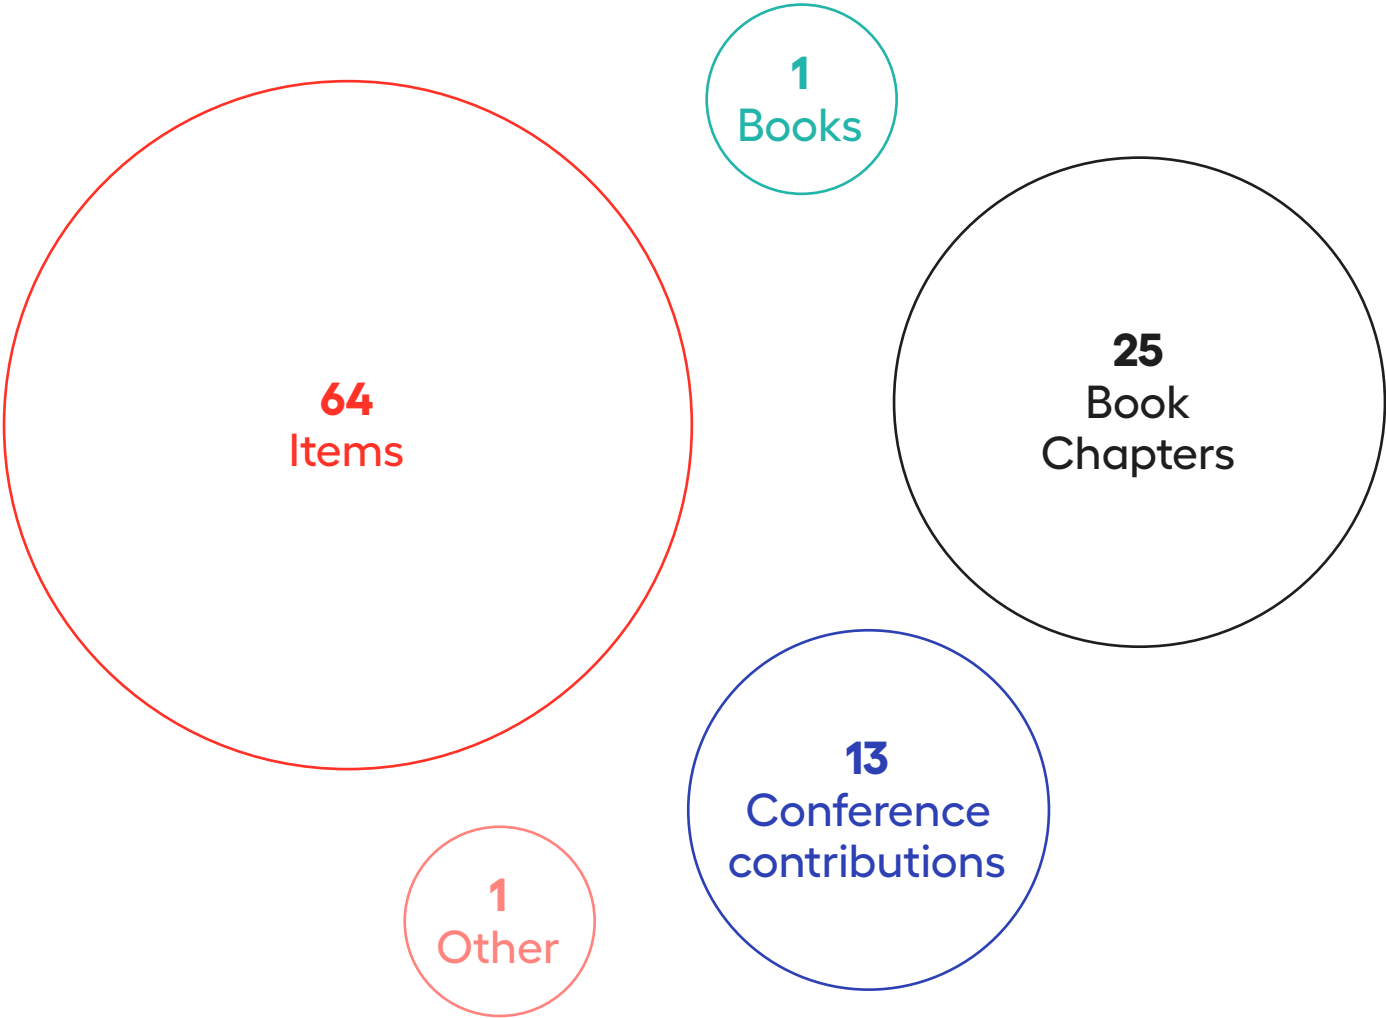 1
Books
64
Items
25
Book
Chapters
13
Conference
contributions
1
Other